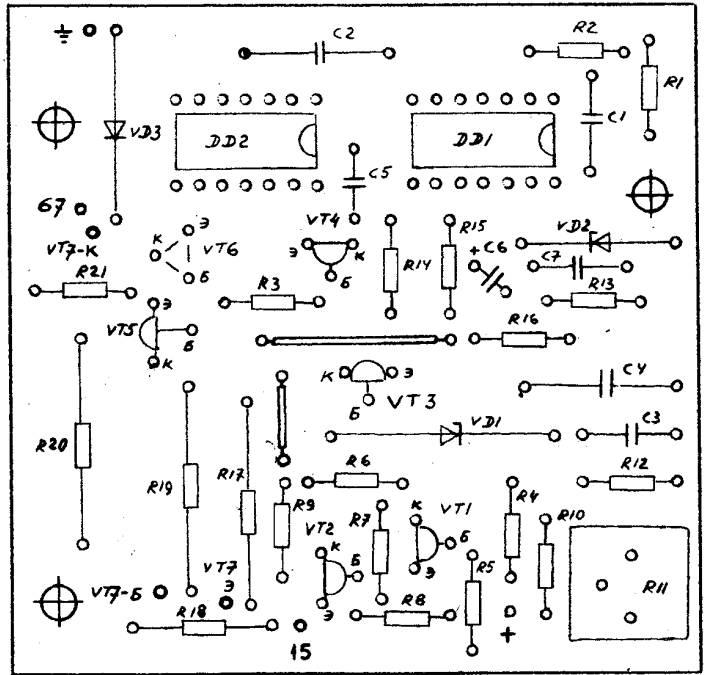 C2
R2
R1
VD3
DD2
DD1
C1
C5
67
VT7-К
Э
К
VT6
Б
VT4
Э
К
Б
R14
R15
+ C6
VD2
C7
R13
R21
R3
Э
VT5
Б
К
R16
К
Э
Б
VT3
C4
VD1
C3
R20
R19
R17
R6
R12
R9
К
VT2
Б
Э
R7
К
VT1
Б
Э
R4
R10
R5
R11
VT7-Б
VT7
Э
R18
15
R8
+